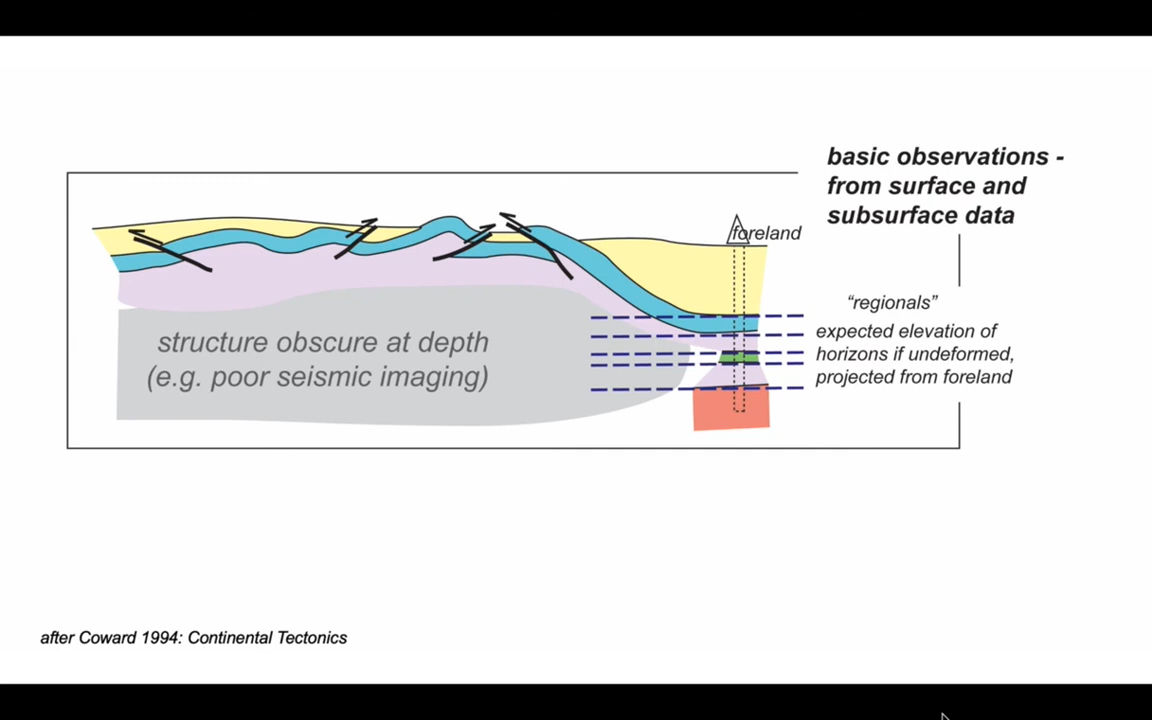 basic observations -
from surface and
subsurface data
foreland
“regionals”
expected elevation of
horizons if undeformed,
projected from foreland
structure obscure at depth
(e.g. poor seismic imaging)
after Coward 1994: Continental Tectonics